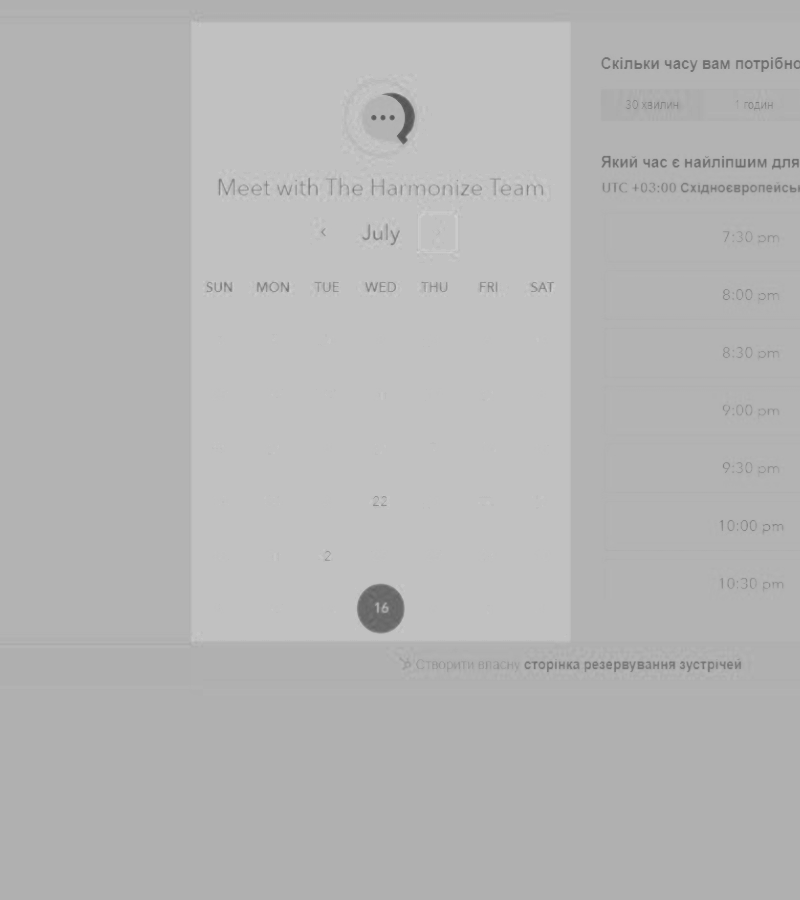 Meet with The Harmonize Team
‹ July ›
SUN MON TUE WED THU FRI SAT
22
2
16
Скільки часу вам потрібно
30 хвилин 1 годин
Який час є найліпшим для
UTC +03:00 Східноєвропейсь
7:30 pm
8:00 pm
8:30 pm
9:00 pm
9:30 pm
10:00 pm
10:30 pm
Створити власну сторінка резервування зустрічей